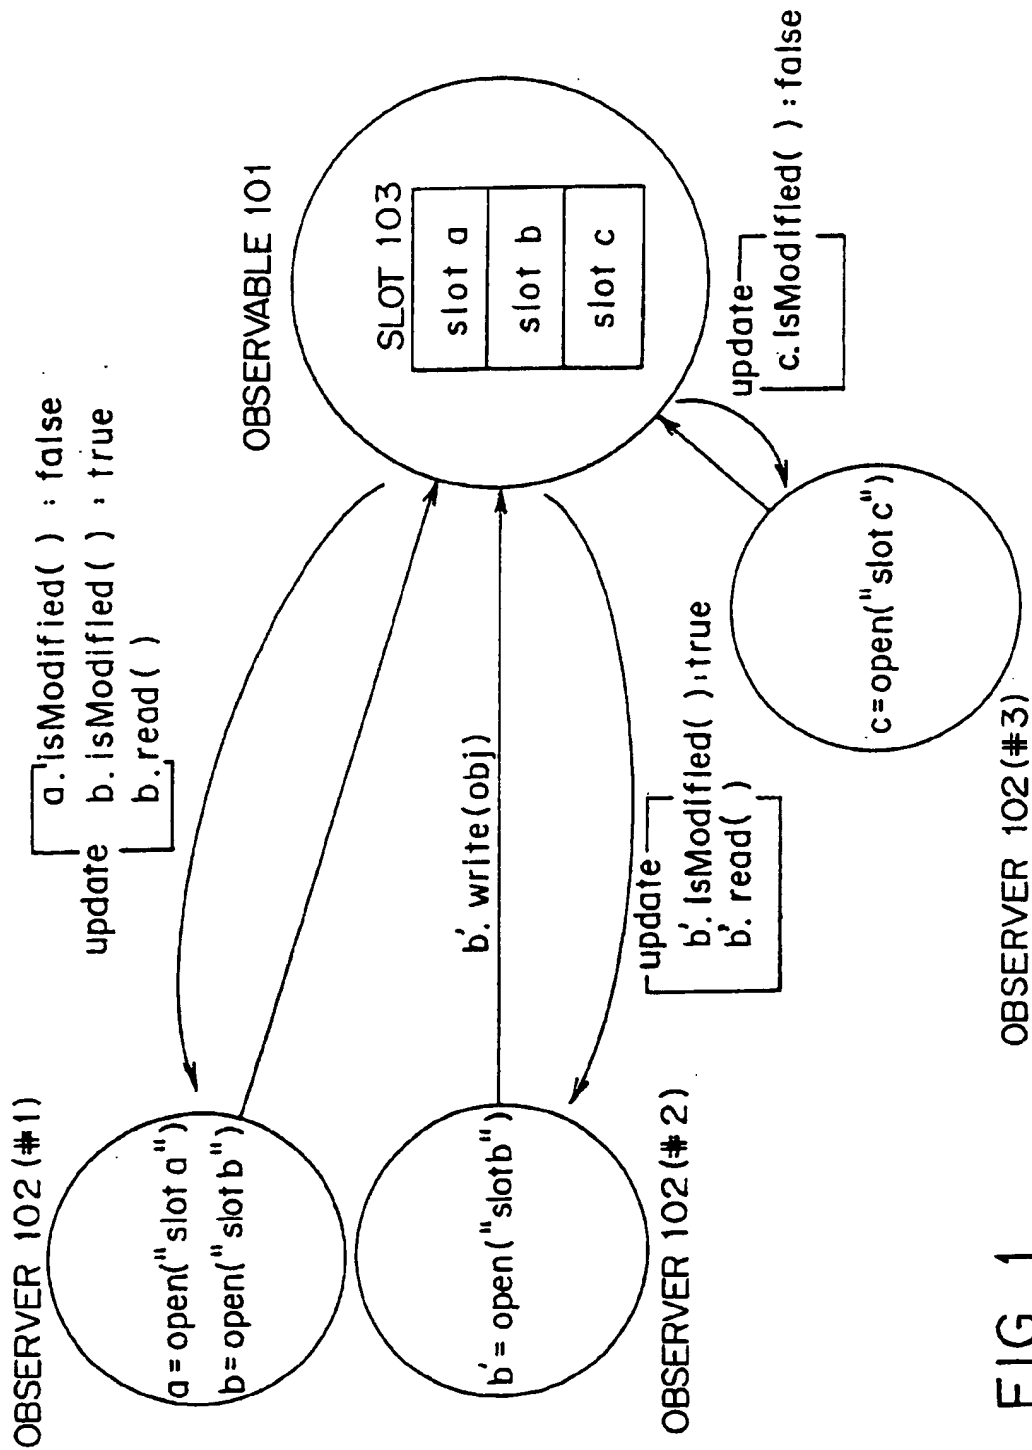 OBSERVER 102 (#1)
a = open("slot a")
b = open("slot b")
update
a. isModified( ) : false
b. isModified( ) : true
b. read( )
OBSERVABLE 101
SLOT 103
slot a
slot b
slot c
b'. write(obj)
b' = open("slotb")
OBSERVER 102(#2)
update
b'. IsModified( ):true
b'. read( )
update
c. IsModified( ) : false
c = open("slot c")
OBSERVER 102(#3)
FIG 1